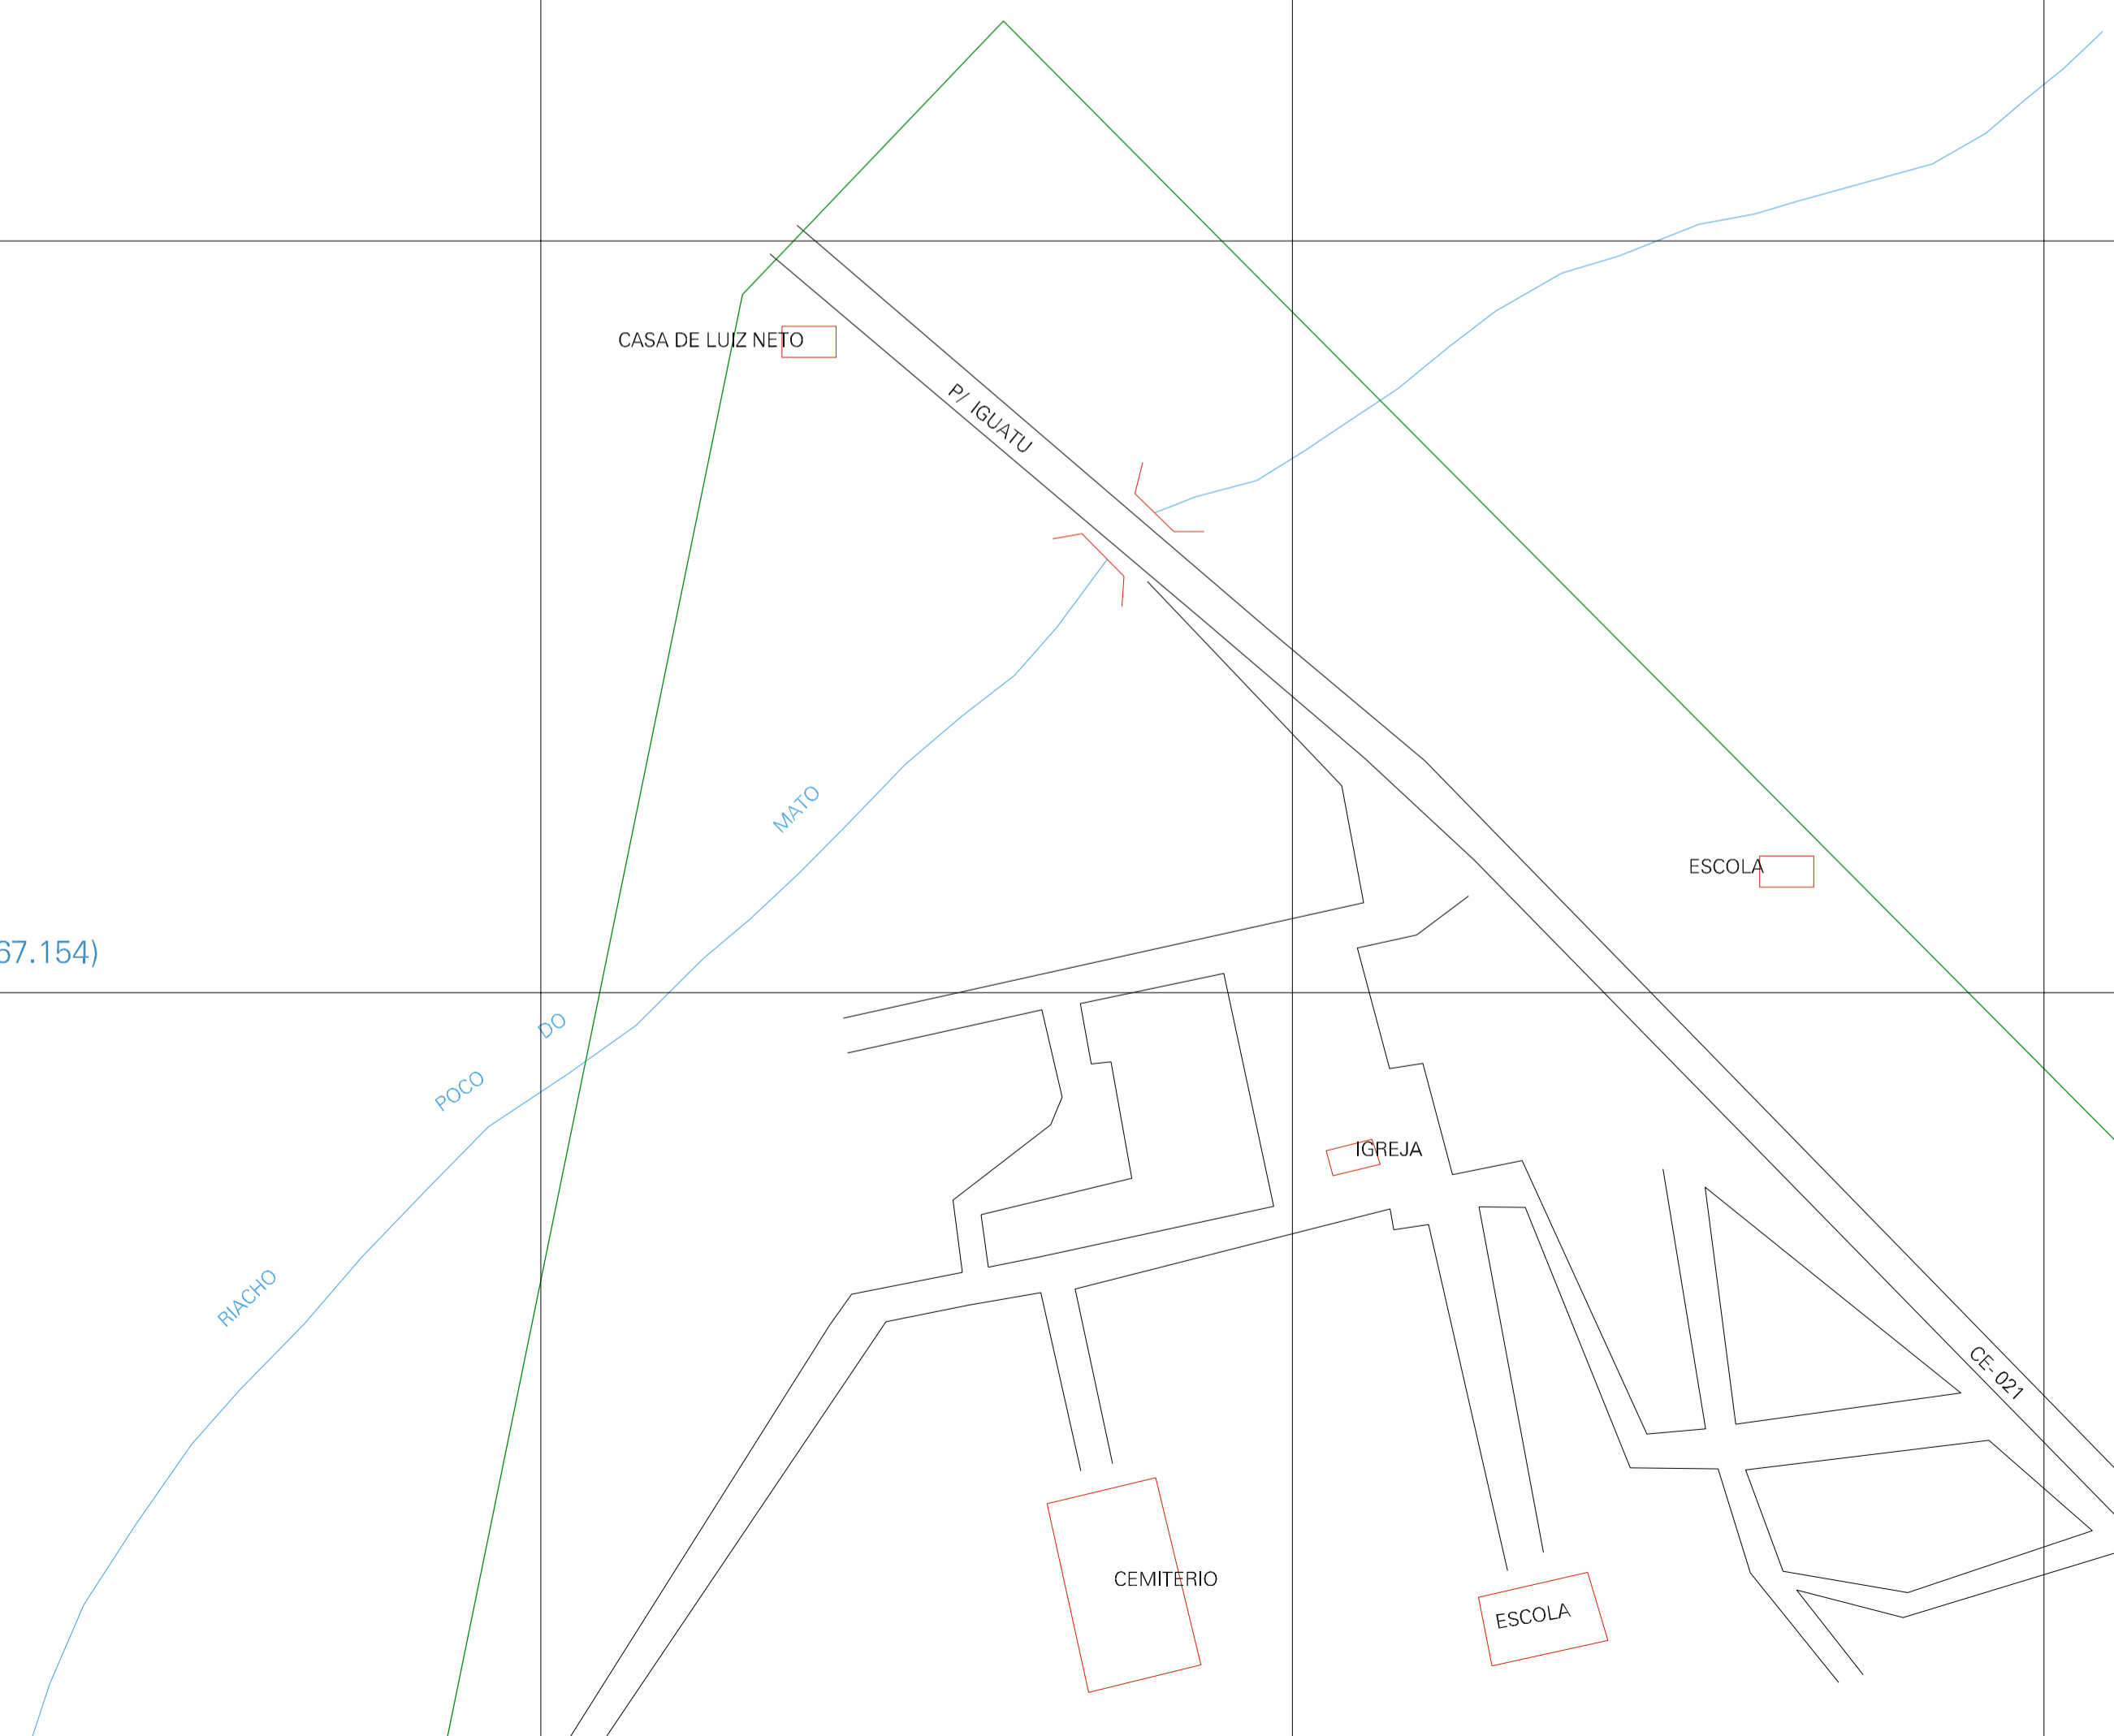 CASA DE LUIZ NETO
P/ IGUATU
MATO
ESCOLA
67.154)
DO
POCO
IGREJA
RIACHO
CE-021
CEMITERIO
ESCOLA